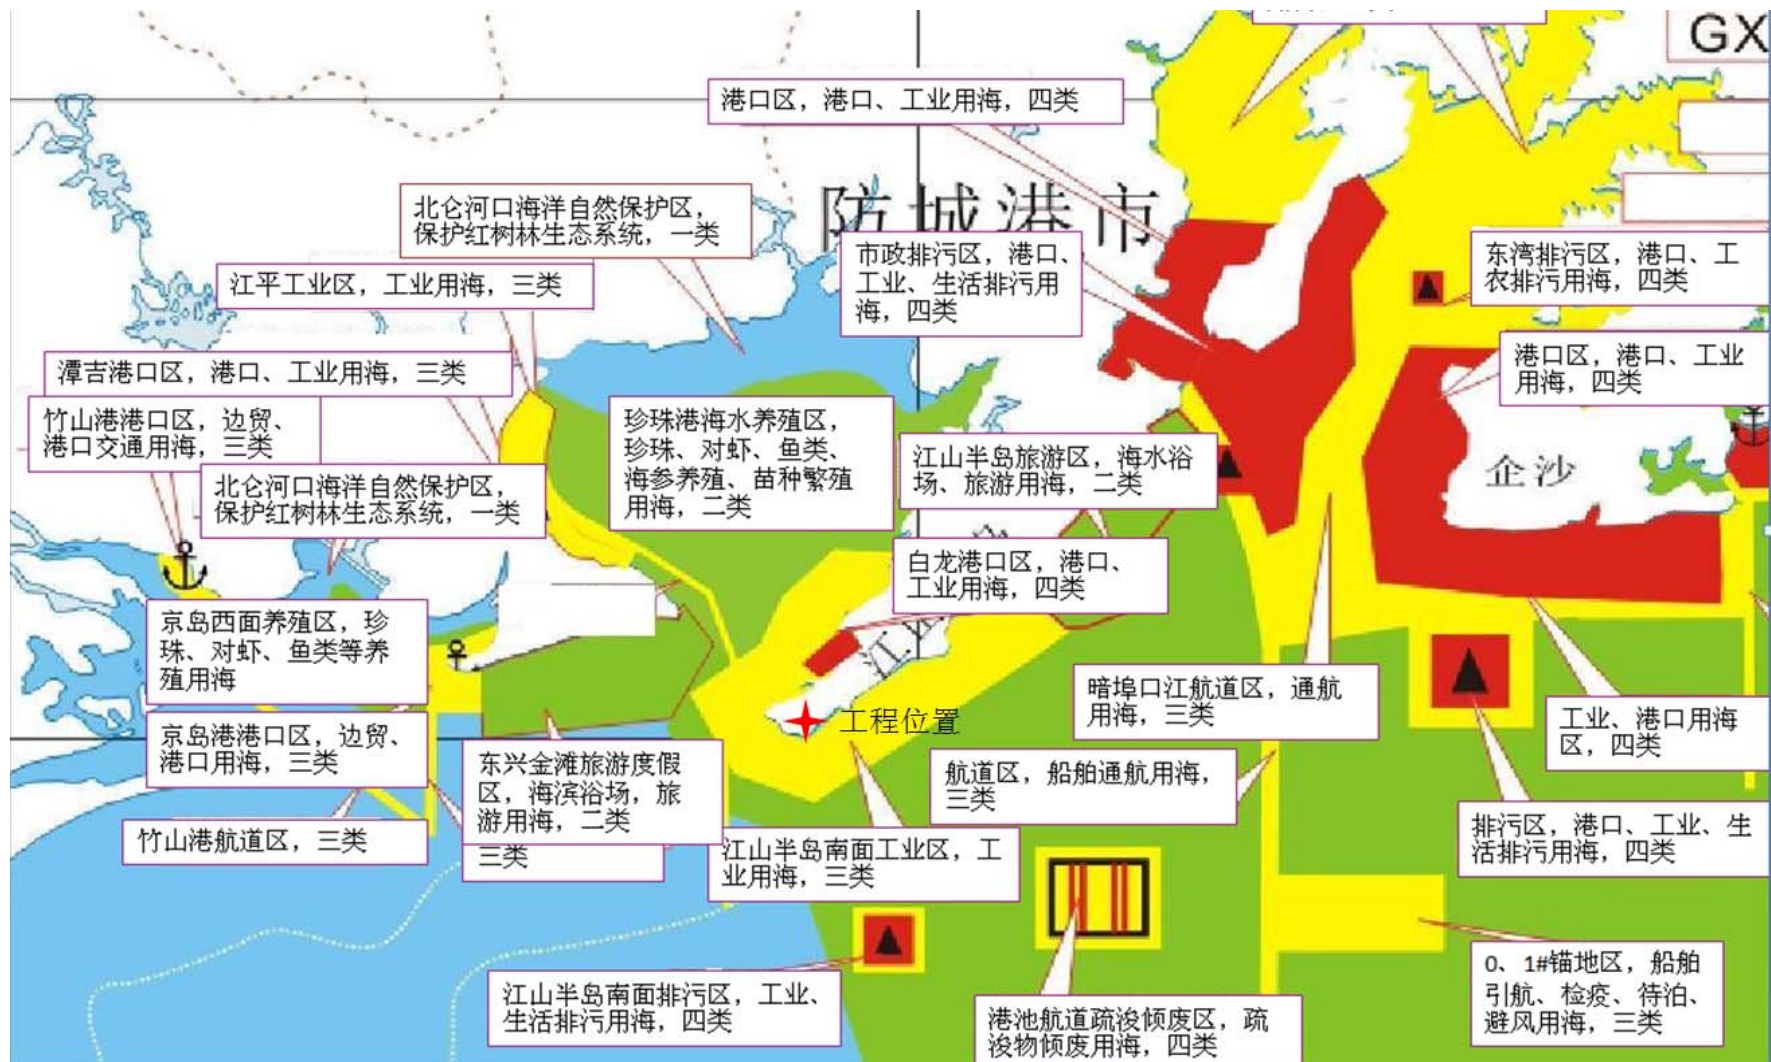 GX
港口区，港口、工业用海，四类
防城港市
北仑河口海洋自然保护区，
保护红树林生态系统，一类
市政排污区，港口、
工业、生活排污用
海，四类
东湾排污区，港口、工
农排污用海，四类
江平工业区，工业用海，三类
港口区，港口、工业
用海，四类
潭吉港口区，港口、工业用海，三类
竹山港港口区，边贸、
港口交通用海，三类
珍珠港海水养殖区，
珍珠、对虾、鱼类、
海参养殖、苗种繁殖
用海，二类
江山半岛旅游区，海水浴
场、旅游用海，二类
企沙
北仑河口海洋自然保护区，
保护红树林生态系统，一类
白龙港口区，港口、
工业用海，四类
京岛西面养殖区，珍
珠、对虾、鱼类等养
殖用海
暗埠口江航道区，通航
用海，三类
工程位置
工业、港口用海
区，四类
京岛港港口区，边贸、
港口用海，三类
东兴金滩旅游度假
区，海滨浴场，旅
游用海，二类
三类
航道区，船舶通航用海，
三类
竹山港航道区，三类
江山半岛南面工业区，工
业用海，三类
排污区，港口、工业、生
活排污用海，四类
江山半岛南面排污区，工业、
生活排污用海，四类
港池航道疏浚倾废区，疏
浚物倾废用海，四类
0、1#锚地区，船舶
引航、检疫、待泊、
避风用海，三类